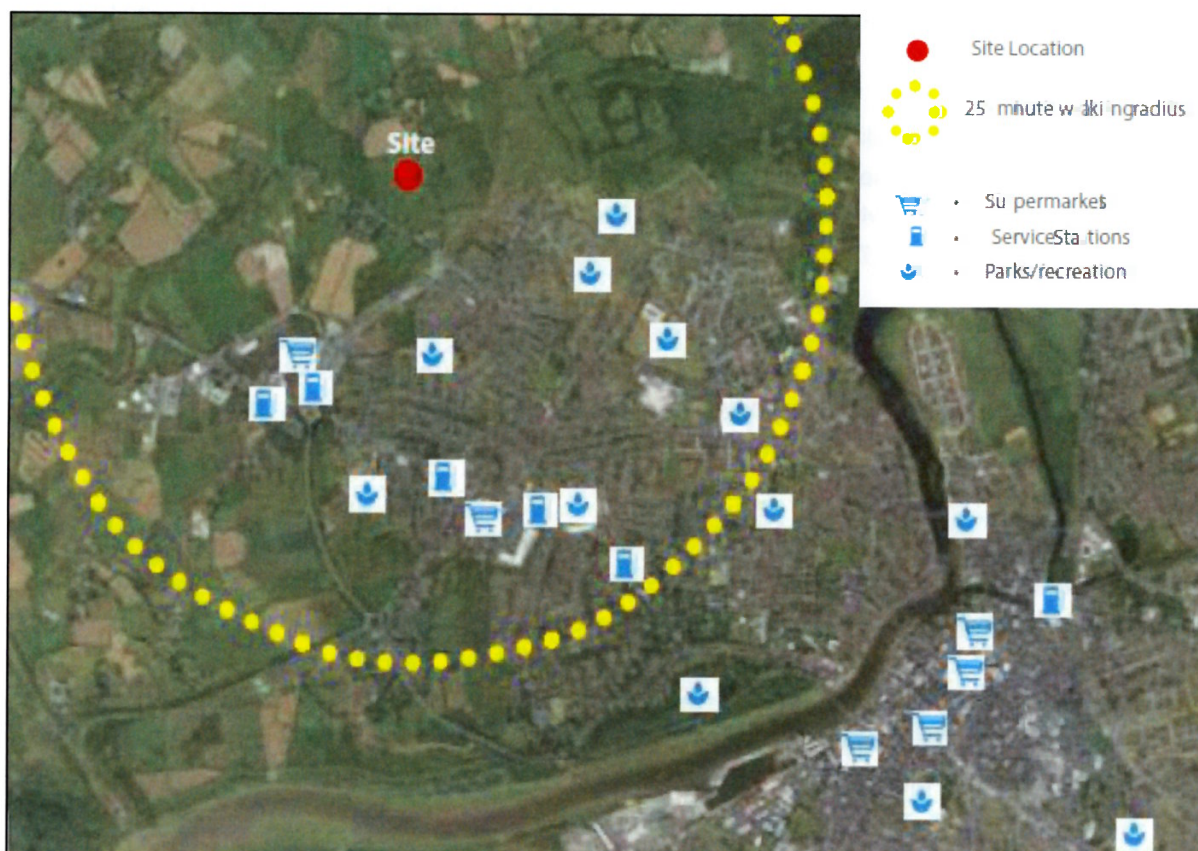 Site
Site Location
25 minute walking radius
Supermarkets
Service Stations
Parks/recreation